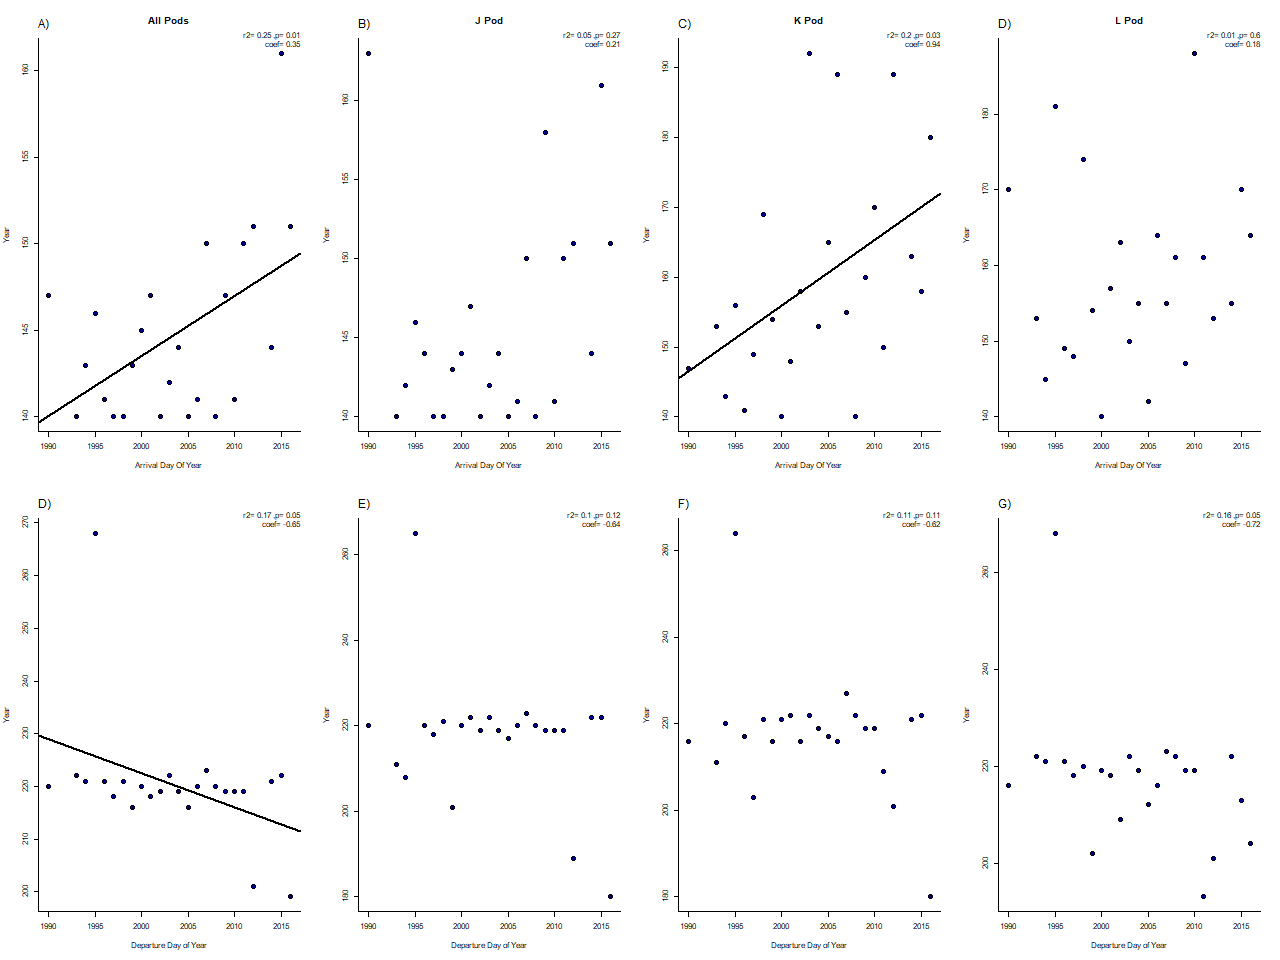 A)
All Pods
r2= 0.25 ,p= 0.01
coef= 0.35
Year
160
155
150
145
140
1990 1995 2000 2005 2010 2015
Arrival Day Of Year
B)
J Pod
r2= 0.05 ,p= 0.27
coef= 0.21
Year
160
155
150
145
140
1990 1995 2000 2005 2010 2015
Arrival Day Of Year
C)
K Pod
r2= 0.2 ,p= 0.03
coef= 0.94
Year
190
180
170
160
150
140
1990 1995 2000 2005 2010 2015
Arrival Day Of Year
D)
L Pod
r2= 0.01 ,p= 0.6
coef= 0.18
Year
180
170
160
150
140
1990 1995 2000 2005 2010 2015
Arrival Day Of Year
D)
r2= 0.17 ,p= 0.05
coef= -0.65
Year
270
260
250
240
230
220
210
200
1990 1995 2000 2005 2010 2015
Departure Day of Year
E)
r2= 0.1 ,p= 0.12
coef= -0.64
Year
260
240
220
200
180
1990 1995 2000 2005 2010 2015
Departure Day of Year
F)
r2= 0.11 ,p= 0.11
coef= -0.62
Year
260
240
220
200
180
1990 1995 2000 2005 2010 2015
Departure Day of Year
G)
r2= 0.16 ,p= 0.05
coef= -0.72
Year
260
240
220
200
1990 1995 2000 2005 2010 2015
Departure Day of Year